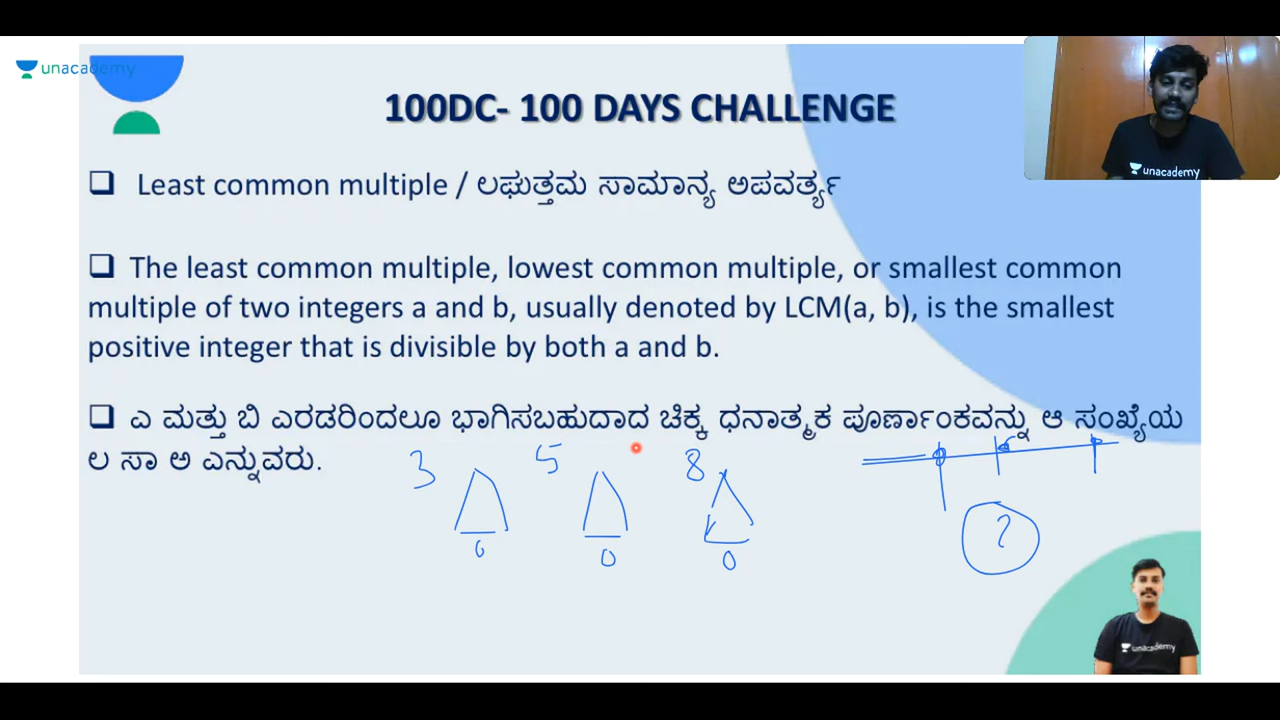 unacademy
100DC- 100 DAYS CHALLENGE
unacademy
Least common multiple / ಲಘುತ್ತಮ ಸಾಮಾನ್ಯ ಅಪವರ್ತ್ಯ
The least common multiple, lowest common multiple, or smallest common
multiple of two integers a and b, usually denoted by LCM(a, b), is the smallest
positive integer that is divisible by both a and b.
ಎ ಮತ್ತು ಬಿ ಎರಡರಿಂದಲೂ ಭಾಗಿಸಬಹುದಾದ ಚಿಕ್ಕ ಧನಾತ್ಮಕ ಪೂರ್ಣಾಂಕವನ್ನು ಆ ಸಂಖ್ಯೆಯ
ಲ ಸಾ ಅ ಎನ್ನುವರು.
3 5 8
0 0 0
?
unacademy